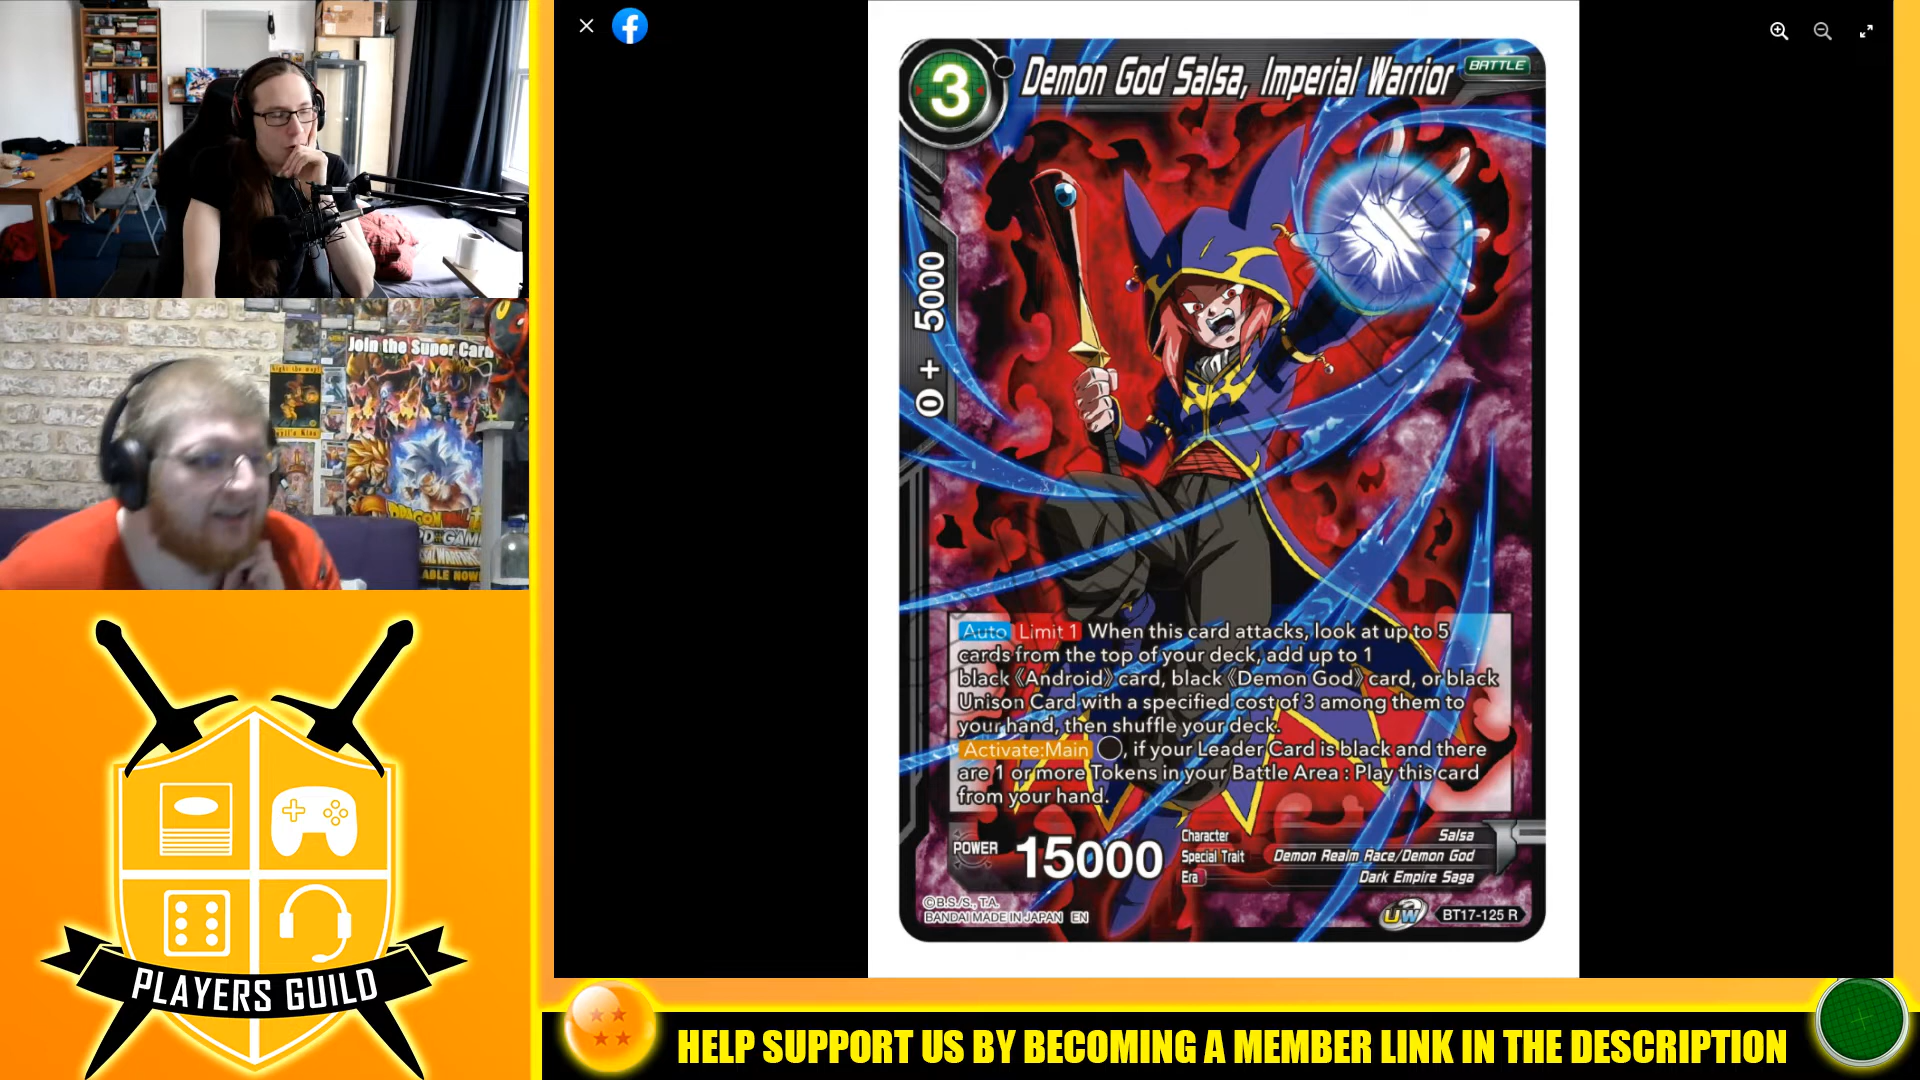 Join the Super Card
DRAGON BALL
ABLE NOW
PLAYERS GUILD
3
Demon God Salsa, Imperial Warrior
BATTLE
0 + 5000
Auto Limit 1 When this card attacks, look at up to 5
cards from the top of your deck, add up to 1
black《Android》card, black《Demon God》card, or black
Unison Card with a specified cost of 3 among them to
your hand, then shuffle your deck.
Activate:Main , if your Leader Card is black and there
are 1 or more Tokens in your Battle Area : Play this card
from your hand.
POWER 15000
Character Salsa
Special Trait Demon Realm Race/Demon God
Era Dark Empire Saga
©B.S./S., T.A.
BANDAI MADE IN JAPAN EN
UW BT17-125 R
HELP SUPPORT US BY BECOMING A MEMBER LINK IN THE DESCRIPTION